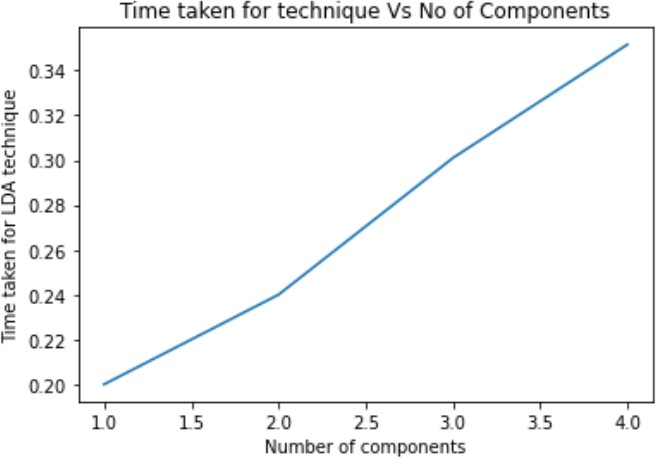 Time taken for technique Vs No of Components
Time taken for LDA technique
0.34
0.32
0.30
0.28
0.26
0.24
0.22
0.20
1.0 1.5 2.0 2.5 3.0 3.5 4.0
Number of components